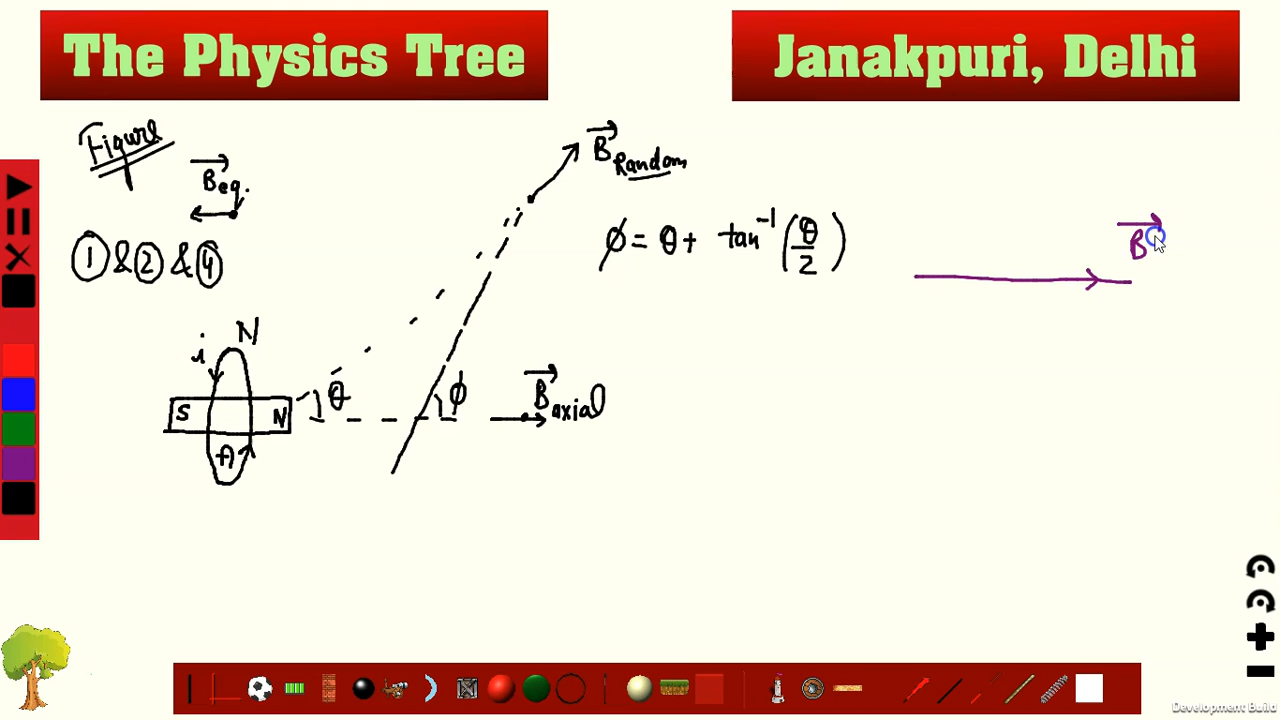 The Physics Tree
Janakpuri, Delhi
Figure
B eq.
① & ② & ④
B Random
ϕ = θ + tan⁻¹ (θ/2)
B
i
N
S
N
A
θ
ϕ
B axial
Development Build